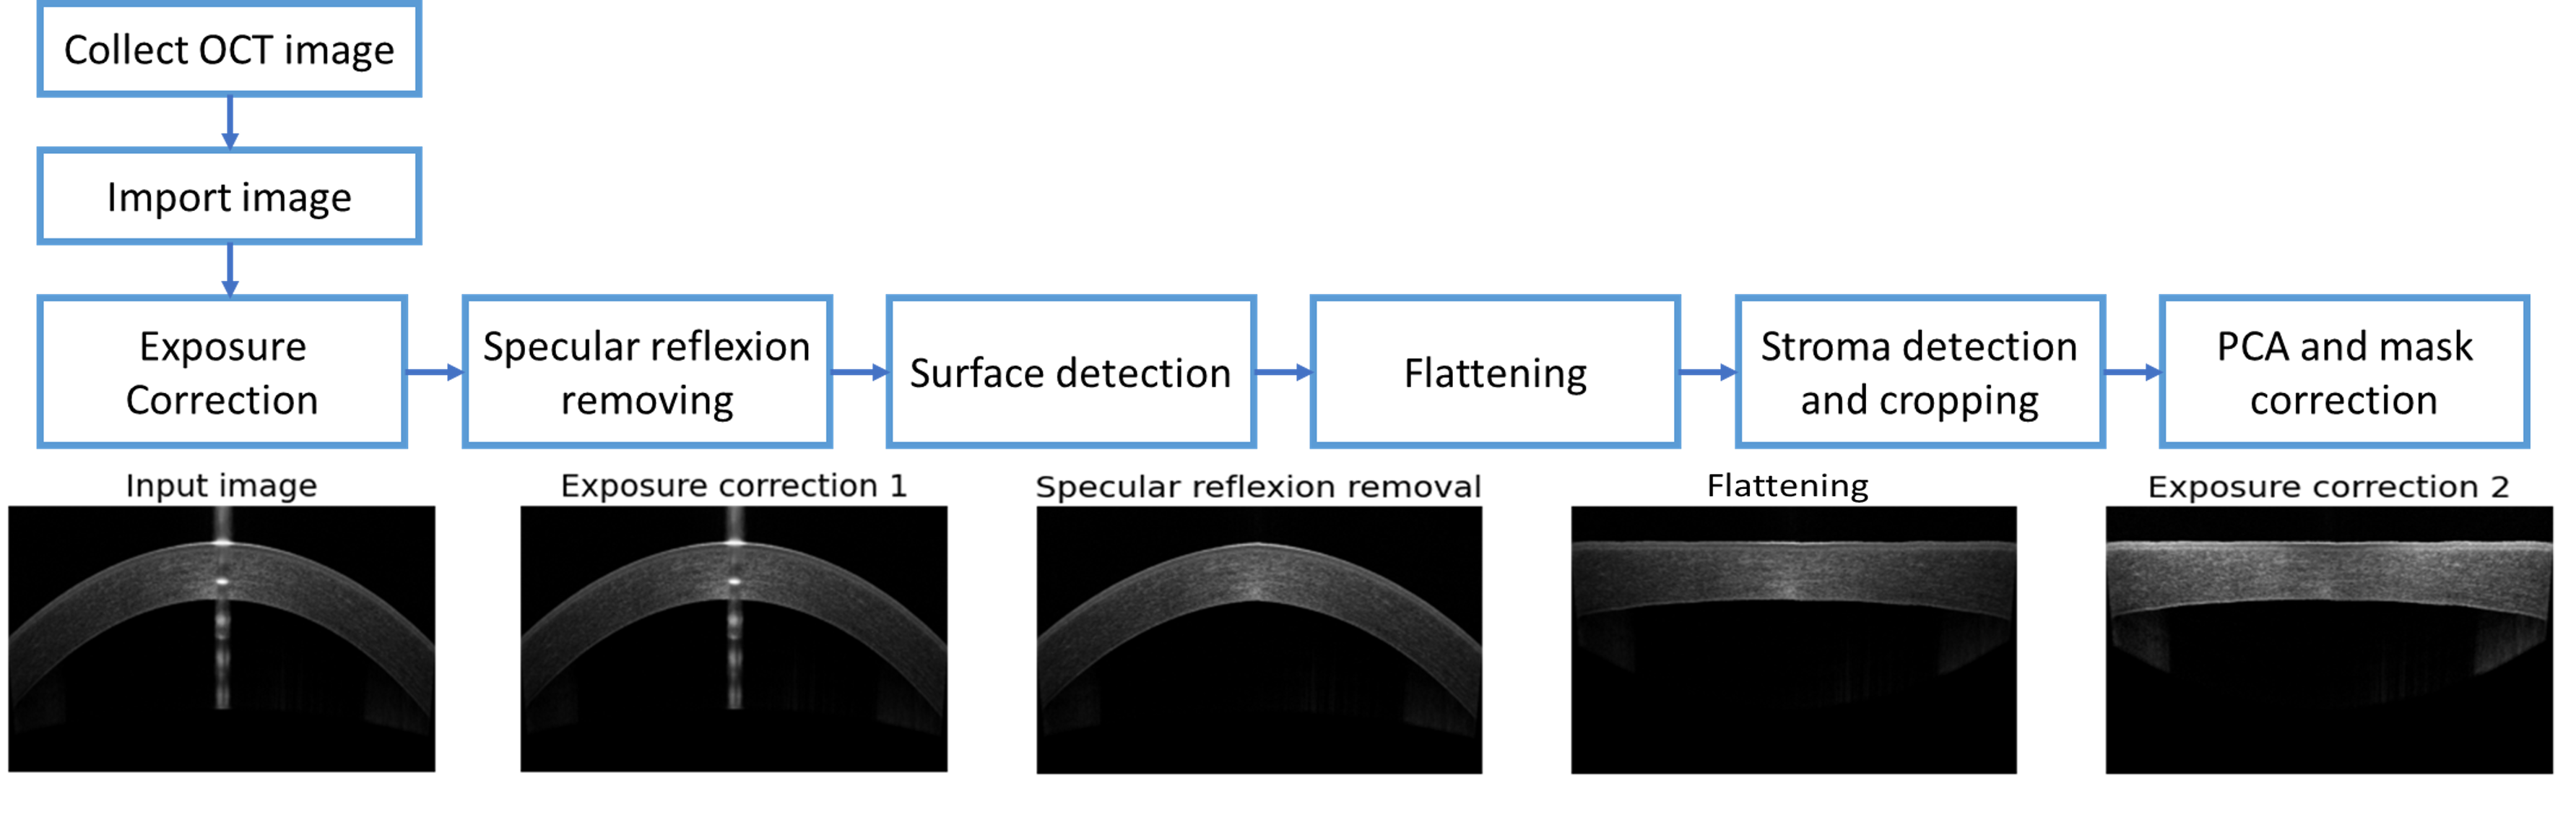 Collect OCT image
Import image
Exposure
Correction
Specular reflexion
removing
Surface detection
Flattening
Stroma detection
and cropping
PCA and mask
correction
Input image
Exposure correction 1
Specular reflexion removal
Flattening
Exposure correction 2